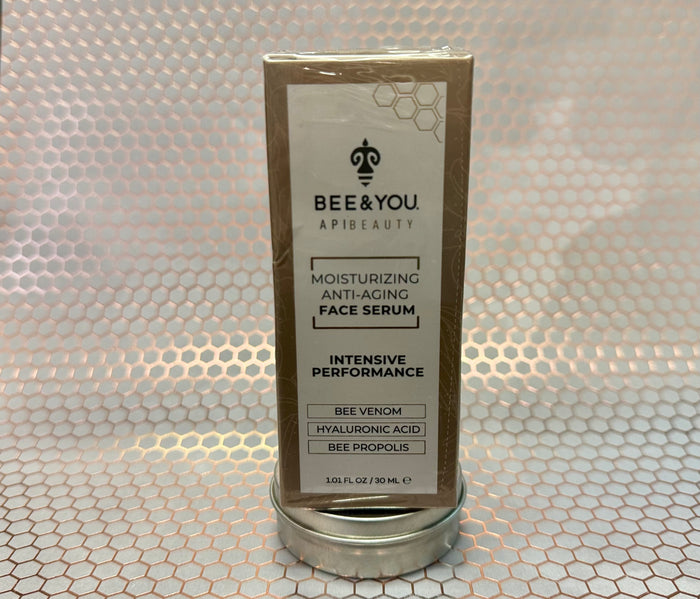 BEE&YOU.
APIBEAUTY
MOISTURIZING
ANTI-AGING
FACE SERUM
INTENSIVE
PERFORMANCE
BEE VENOM
HYALURONIC ACID
BEE PROPOLIS
1.01 FL OZ / 30 ML ℮